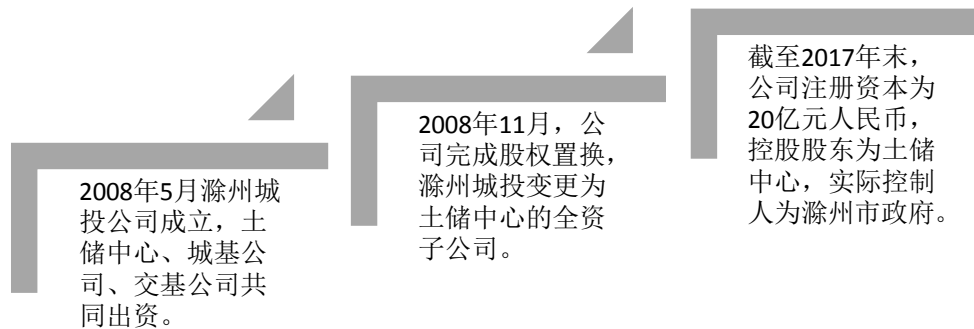 2008年5月滁州城
投公司成立，土
储中心、城基公
司、交基公司共
同出资。
2008年11月，公
司完成股权置换，
滁州城投变更为
土储中心的全资
子公司。
截至2017年末，
公司注册资本为
20亿元人民币，
控股股东为土储
中心，实际控制
人为滁州市政府。